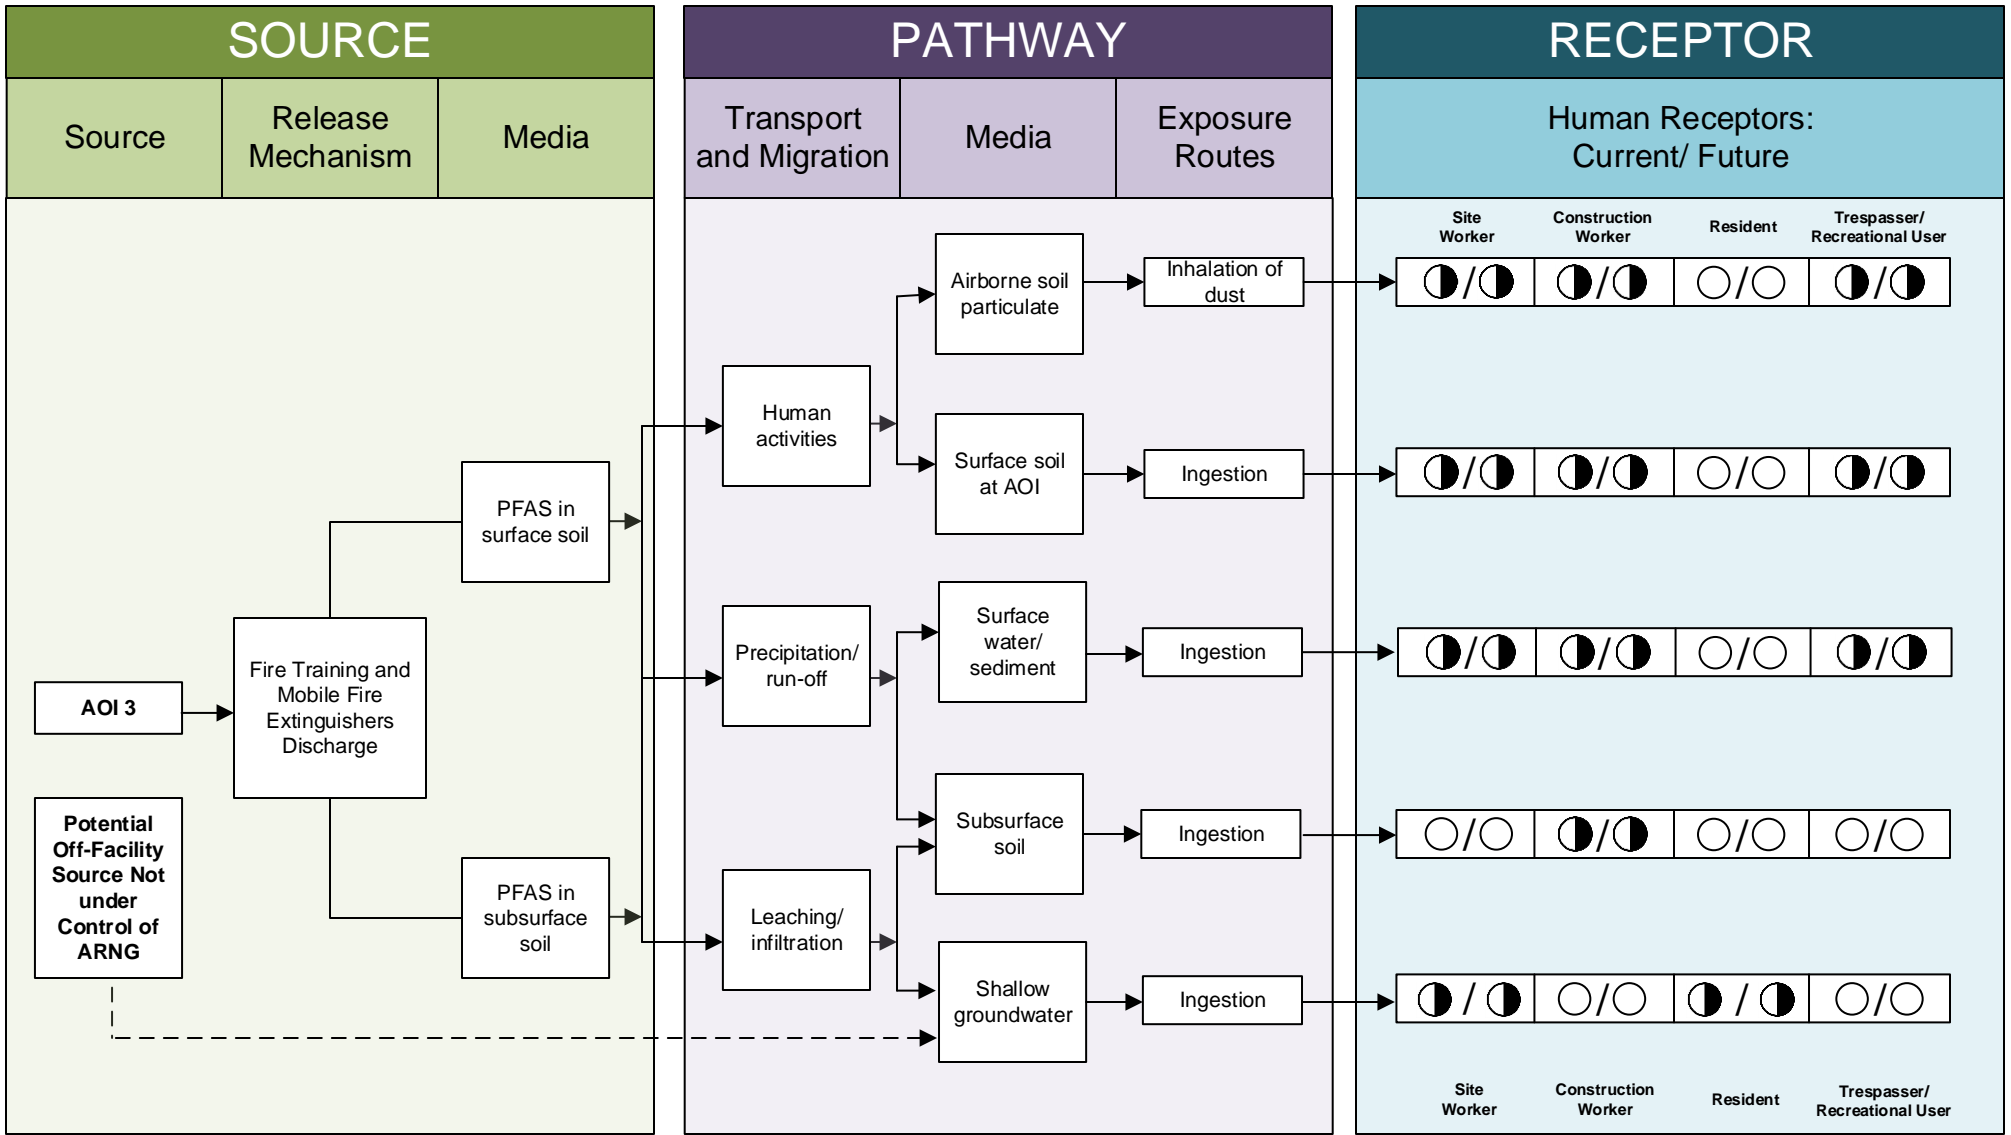 SOURCE
PATHWAY
RECEPTOR
Source
Release
Mechanism
Media
Transport
and Migration
Media
Exposure
Routes
Human Receptors:
Current/ Future
Site
Worker
Construction
Worker
Resident
Trespasser/
Recreational User
Airborne soil
particulate
Inhalation of
dust
/
/
/
/
Human
activities
Surface soil
at AOI
Ingestion
/
/
/
/
PFAS in
surface soil
Precipitation/
run-off
Surface
water/
sediment
Ingestion
/
/
/
/
AOI 3
Fire Training and
Mobile Fire
Extinguishers
Discharge
Subsurface
soil
Ingestion
/
/
/
/
Potential
Off-Facility
Source Not
under
Control of
ARNG
PFAS in
subsurface
soil
Leaching/
infiltration
Shallow
groundwater
Ingestion
/
/
/
/
Site
Worker
Construction
Worker
Resident
Trespasser/
Recreational User